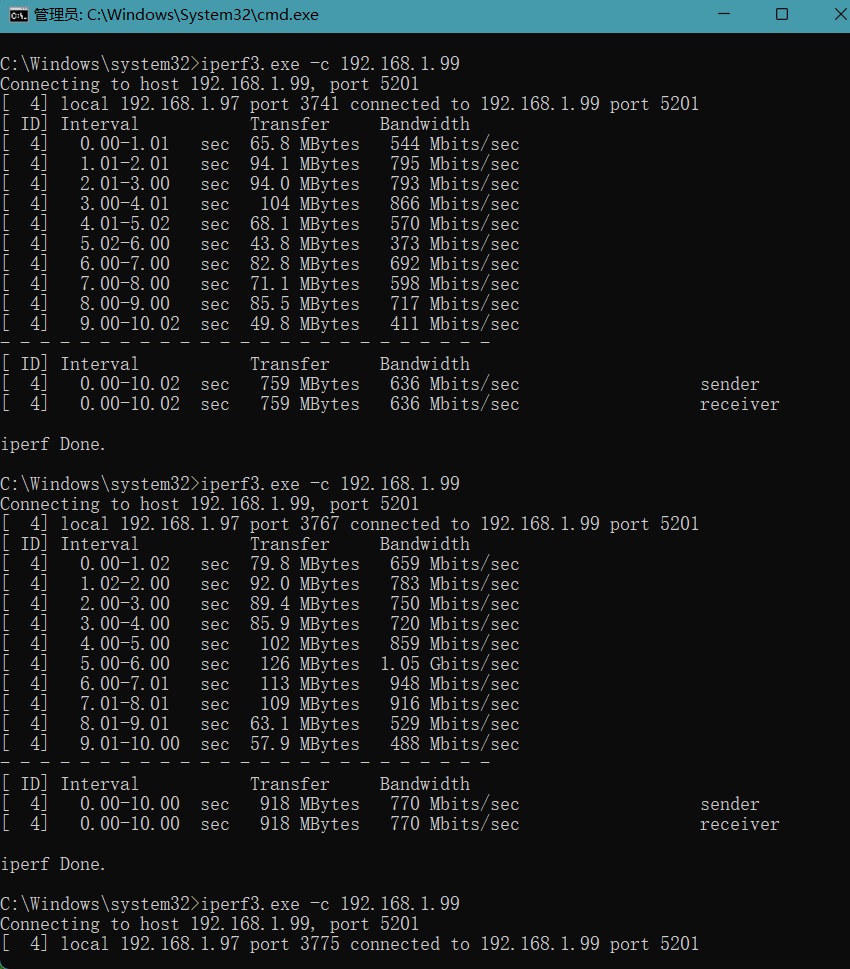 管理员: C:\Windows\System32\cmd.exe
C:\Windows\system32>iperf3.exe -c 192.168.1.99
Connecting to host 192.168.1.99, port 5201
[  4] local 192.168.1.97 port 3741 connected to 192.168.1.99 port 5201
[ ID] Interval           Transfer     Bandwidth
[  4]   0.00-1.01   sec  65.8 MBytes   544 Mbits/sec
[  4]   1.01-2.01   sec  94.1 MBytes   795 Mbits/sec
[  4]   2.01-3.00   sec  94.0 MBytes   793 Mbits/sec
[  4]   3.00-4.01   sec   104 MBytes   866 Mbits/sec
[  4]   4.01-5.02   sec  68.1 MBytes   570 Mbits/sec
[  4]   5.02-6.00   sec  43.8 MBytes   373 Mbits/sec
[  4]   6.00-7.00   sec  82.8 MBytes   692 Mbits/sec
[  4]   7.00-8.00   sec  71.1 MBytes   598 Mbits/sec
[  4]   8.00-9.00   sec  85.5 MBytes   717 Mbits/sec
[  4]   9.00-10.02  sec  49.8 MBytes   411 Mbits/sec
- - - - - - - - - - - - - - - - - - - - - - - - -
[ ID] Interval           Transfer     Bandwidth
[  4]   0.00-10.02  sec   759 MBytes   636 Mbits/sec                  sender
[  4]   0.00-10.02  sec   759 MBytes   636 Mbits/sec                  receiver
iperf Done.
C:\Windows\system32>iperf3.exe -c 192.168.1.99
Connecting to host 192.168.1.99, port 5201
[  4] local 192.168.1.97 port 3767 connected to 192.168.1.99 port 5201
[ ID] Interval           Transfer     Bandwidth
[  4]   0.00-1.02   sec  79.8 MBytes   659 Mbits/sec
[  4]   1.02-2.00   sec  92.0 MBytes   783 Mbits/sec
[  4]   2.00-3.00   sec  89.4 MBytes   750 Mbits/sec
[  4]   3.00-4.00   sec  85.9 MBytes   720 Mbits/sec
[  4]   4.00-5.00   sec   102 MBytes   859 Mbits/sec
[  4]   5.00-6.00   sec   126 MBytes  1.05 Gbits/sec
[  4]   6.00-7.01   sec   113 MBytes   948 Mbits/sec
[  4]   7.01-8.01   sec   109 MBytes   916 Mbits/sec
[  4]   8.01-9.01   sec  63.1 MBytes   529 Mbits/sec
[  4]   9.01-10.00  sec  57.9 MBytes   488 Mbits/sec
- - - - - - - - - - - - - - - - - - - - - - - - -
[ ID] Interval           Transfer     Bandwidth
[  4]   0.00-10.00  sec   918 MBytes   770 Mbits/sec                  sender
[  4]   0.00-10.00  sec   918 MBytes   770 Mbits/sec                  receiver
iperf Done.
C:\Windows\system32>iperf3.exe -c 192.168.1.99
Connecting to host 192.168.1.99, port 5201
[  4] local 192.168.1.97 port 3775 connected to 192.168.1.99 port 5201